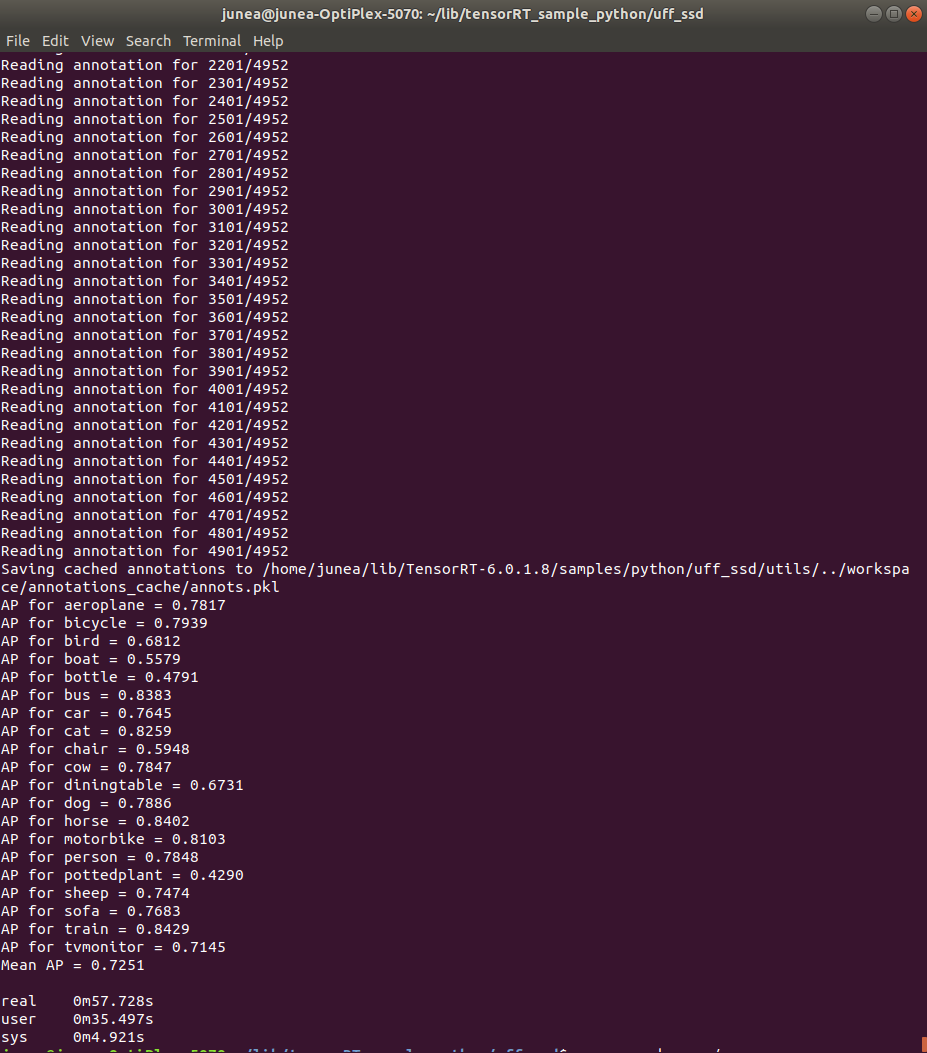 junea@junea-OptiPlex-5070: ~/lib/tensorRT_sample_python/uff_ssd
File Edit View Search Terminal Help
Reading annotation for 2201/4952
Reading annotation for 2301/4952
Reading annotation for 2401/4952
Reading annotation for 2501/4952
Reading annotation for 2601/4952
Reading annotation for 2701/4952
Reading annotation for 2801/4952
Reading annotation for 2901/4952
Reading annotation for 3001/4952
Reading annotation for 3101/4952
Reading annotation for 3201/4952
Reading annotation for 3301/4952
Reading annotation for 3401/4952
Reading annotation for 3501/4952
Reading annotation for 3601/4952
Reading annotation for 3701/4952
Reading annotation for 3801/4952
Reading annotation for 3901/4952
Reading annotation for 4001/4952
Reading annotation for 4101/4952
Reading annotation for 4201/4952
Reading annotation for 4301/4952
Reading annotation for 4401/4952
Reading annotation for 4501/4952
Reading annotation for 4601/4952
Reading annotation for 4701/4952
Reading annotation for 4801/4952
Reading annotation for 4901/4952
Saving cached annotations to /home/junea/lib/TensorRT-6.0.1.8/samples/python/uff_ssd/utils/../workspa
ce/annotations_cache/annots.pkl
AP for aeroplane = 0.7817
AP for bicycle = 0.7939
AP for bird = 0.6812
AP for boat = 0.5579
AP for bottle = 0.4791
AP for bus = 0.8383
AP for car = 0.7645
AP for cat = 0.8259
AP for chair = 0.5948
AP for cow = 0.7847
AP for diningtable = 0.6731
AP for dog = 0.7886
AP for horse = 0.8402
AP for motorbike = 0.8103
AP for person = 0.7848
AP for pottedplant = 0.4290
AP for sheep = 0.7474
AP for sofa = 0.7683
AP for train = 0.8429
AP for tvmonitor = 0.7145
Mean AP = 0.7251
real 0m57.728s
user 0m35.497s
sys 0m4.921s